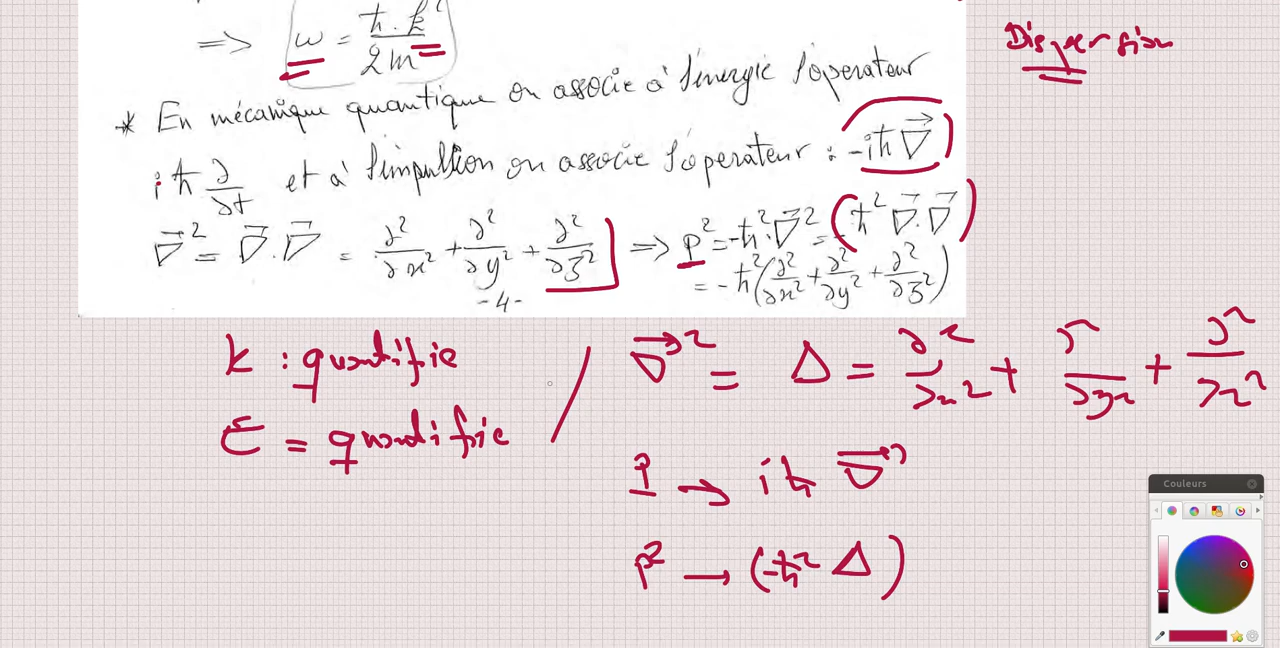 => ω = ħ.k² / 2m
Dispersion
* En mécanique quantique on associe à l'énergie l'opérateur
iħ ∂/∂t et à l'impulsion on associe l'opérateur : -iħ ∇⃗
∇⃗² = ∇⃗.∇⃗ = ∂²/∂x² + ∂²/∂y² + ∂²/∂z² => P² = -ħ².∇⃗² = -ħ² ∇⃗.∇⃗
= -ħ²(∂²/∂x² + ∂²/∂y² + ∂²/∂z²)
-4-
k : quantifie / ∇⃗² = Δ = ∂²/∂x² + ∂²/∂y² + ∂²/∂z²
E = quantifie
P → iħ ∇⃗
P² → (-ħ² Δ)
Couleurs